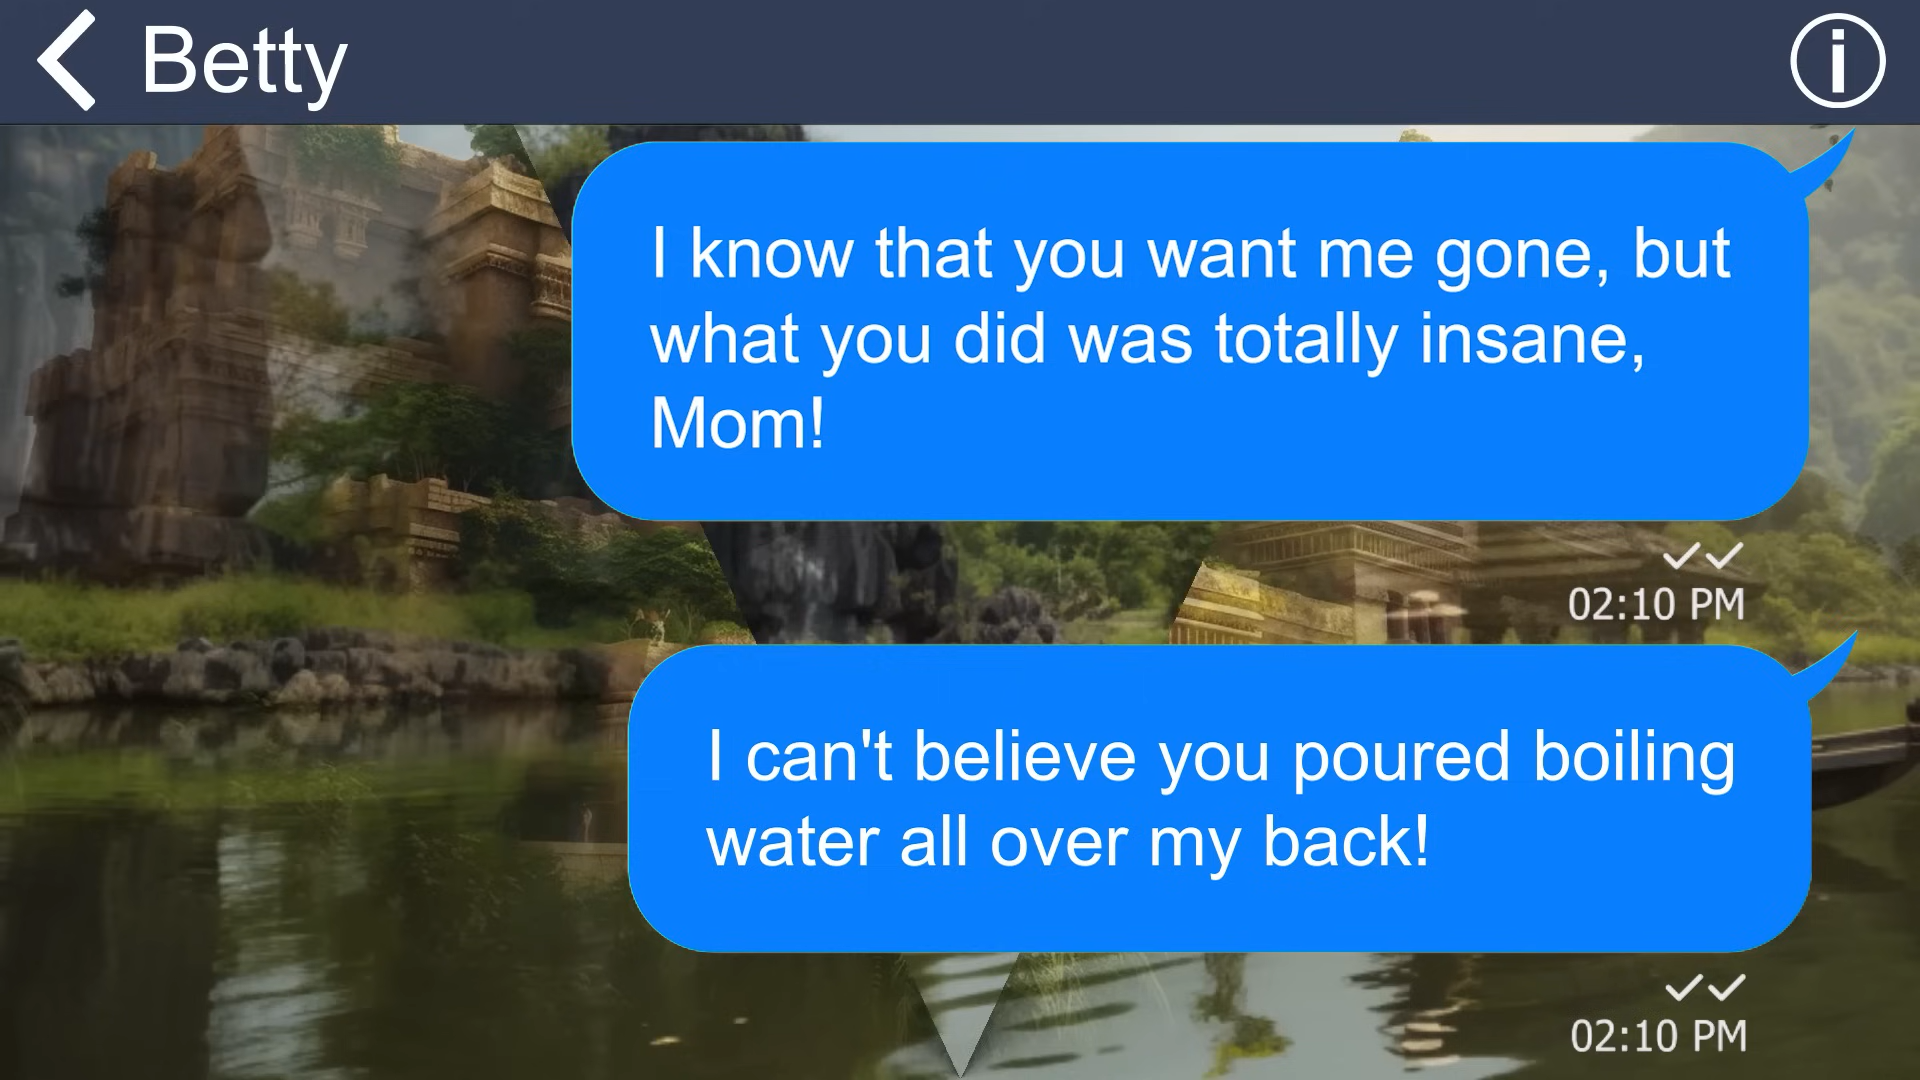 Betty
I know that you want me gone, but
what you did was totally insane,
Mom!
02:10 PM
I can't believe you poured boiling
water all over my back!
02:10 PM